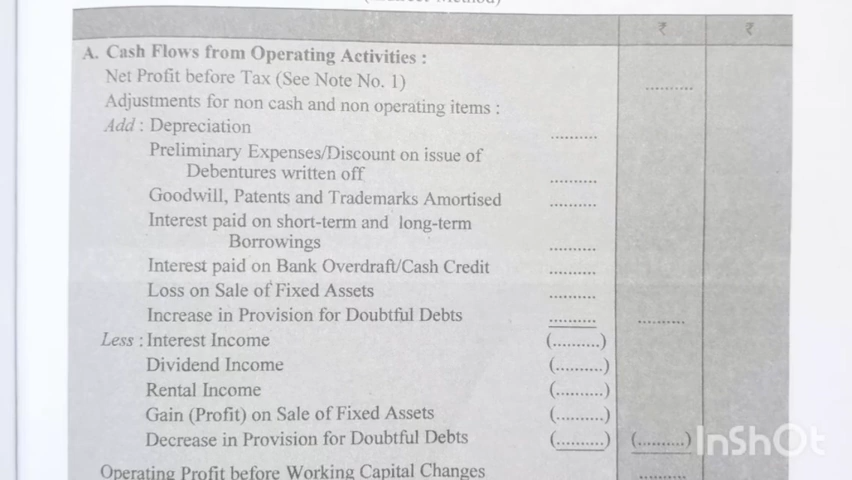 ₹ ₹
A. Cash Flows from Operating Activities :
Net Profit before Tax (See Note No. 1) ..........
Adjustments for non cash and non operating items :
Add : Depreciation ..........
Preliminary Expenses/Discount on issue of
Debentures written off ..........
Goodwill, Patents and Trademarks Amortised ..........
Interest paid on short-term and long-term
Borrowings ..........
Interest paid on Bank Overdraft/Cash Credit ..........
Loss on Sale of Fixed Assets ..........
Increase in Provision for Doubtful Debts .......... ..........
Less : Interest Income (..........)
Dividend Income (..........)
Rental Income (..........)
Gain (Profit) on Sale of Fixed Assets (..........)
Decrease in Provision for Doubtful Debts (..........) (..........)
InShOt
Operating Profit before Working Capital Changes ..........